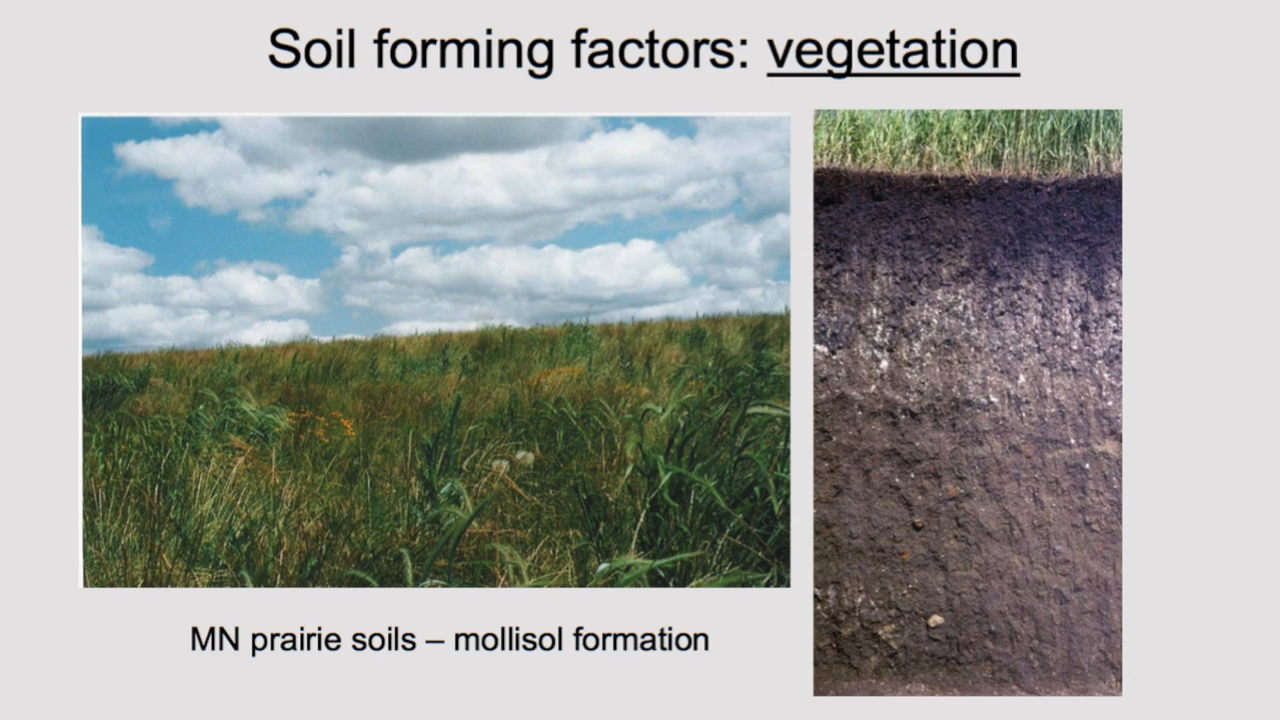 Soil forming factors: vegetation
MN prairie soils – mollisol formation